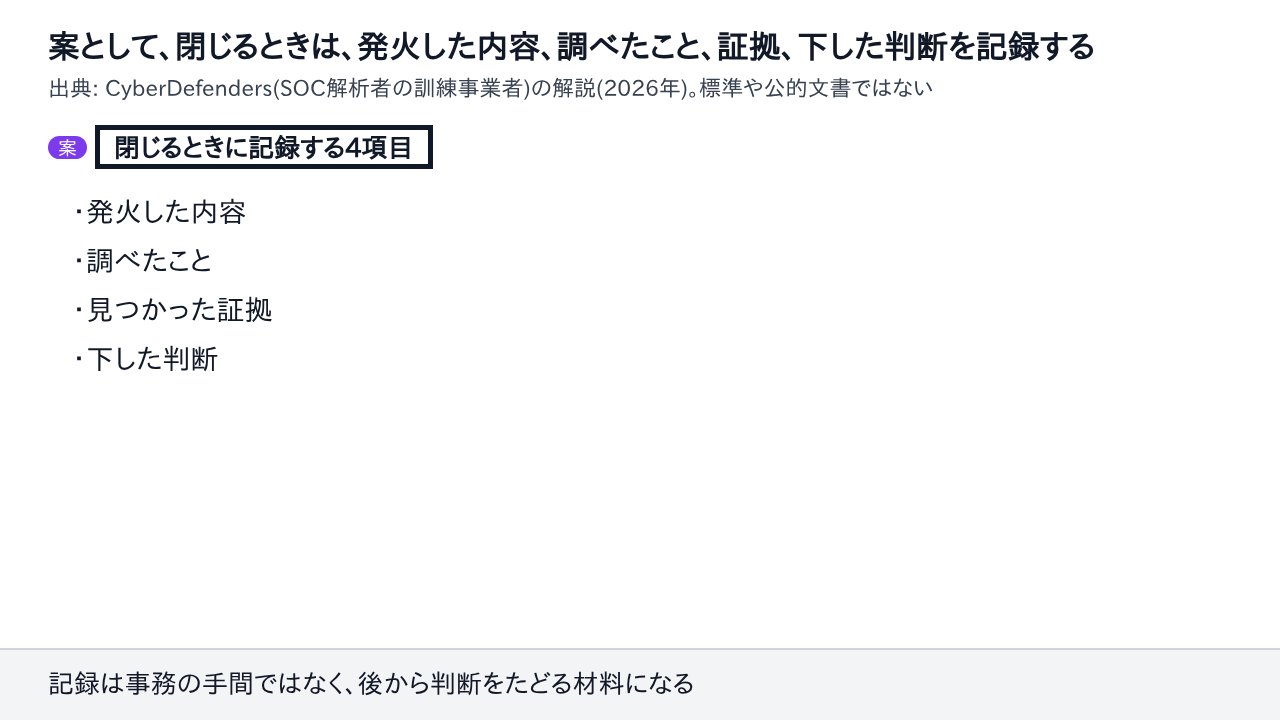 案として、閉じるときは、発火した内容、調べたこと、証拠、下した判断を記録する
出典: CyberDefenders(SOC解析者の訓練事業者)の解説(2026年)。標準や公的文書ではない
案 閉じるときに記録する4項目
・発火した内容
・調べたこと
・見つかった証拠
・下した判断
記録は事務の手間ではなく、後から判断をたどる材料になる